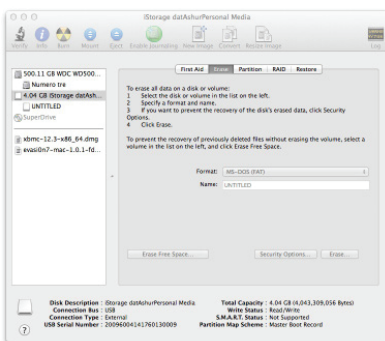 iStorage datAshurPersonal Media
Verify Info Burn Mount Eject Enable Journaling New Image Convert Resize Image Log
500.11 GB WDC WD500...
Numero tre
4.04 GB iStorage datAsh...
UNTITLED
SuperDrive
xbmc-12.3-x86_64.dmg
evasi0n7-mac-1.0.1-fd...
First Aid Erase Partition RAID Restore
To erase all data on a disk or volume:
1 Select the disk or volume in the list on the left.
2 Specify a format and name.
3 If you want to prevent the recovery of the disk's erased data, click Security
Options.
4 Click Erase.
To prevent the recovery of previously deleted files without erasing the volume, select a
volume in the list on the left, and click Erase Free Space.
Format: MS-DOS (FAT)
Name: UNTITLED
Erase Free Space... Security Options... Erase...
Disk Description : iStorage datAshurPersonal Media
Connection Bus : USB
Connection Type : External
USB Serial Number : 20096004141760130009
Total Capacity : 4.04 GB (4,043,309,056 Bytes)
Write Status : Read/Write
S.M.A.R.T. Status : Not Supported
Partition Map Scheme : Master Boot Record
?